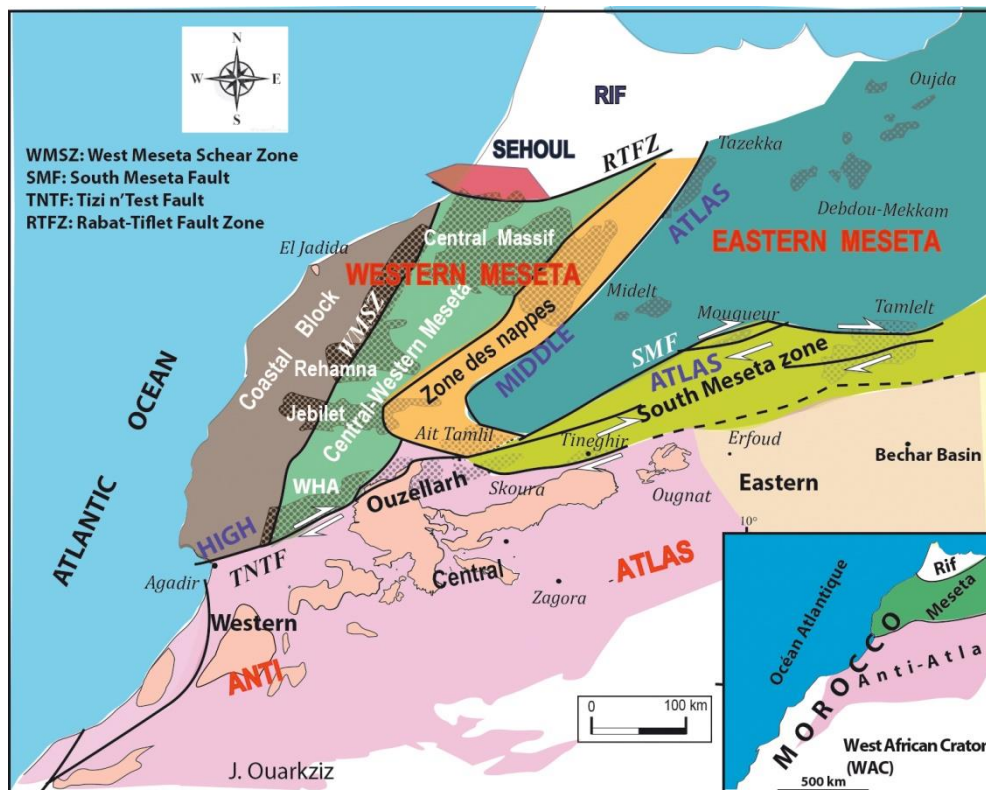 N
W
E
S
WMSZ: West Meseta Schear Zone
SMF: South Meseta Fault
TNTF: Tizi n'Test Fault
RTFZ: Rabat-Tiflet Fault Zone
RIF
SEHOUL
RTFZ
Oujda
Tazekka
El Jadida
Central Massif
ATLAS
Debdou-Mekkam
WESTERN MESETA
EASTERN MESETA
Coastal Block
WMSZ
Central-Western Meseta
Midelt
Mougueur
Tamlelt
Rehamna
Zone des nappes
MIDDLE
SMF
ATLAS
South Meseta zone
Jebilet
ATLANTIC OCEAN
Ait Tamlil
Tineghir
Erfoud
Bechar Basin
WHA
Ouzellarh
Skoura
Ougnat
Eastern
HIGH
TNTF
10°
Agadir
Central
ATLAS
Zagora
Western
ANTI
0 100 km
J. Ouarkziz
Rif
Meseta
Océan Atlantique
MOROCCO
Anti-Atla
West African Craton
(WAC)
500 km